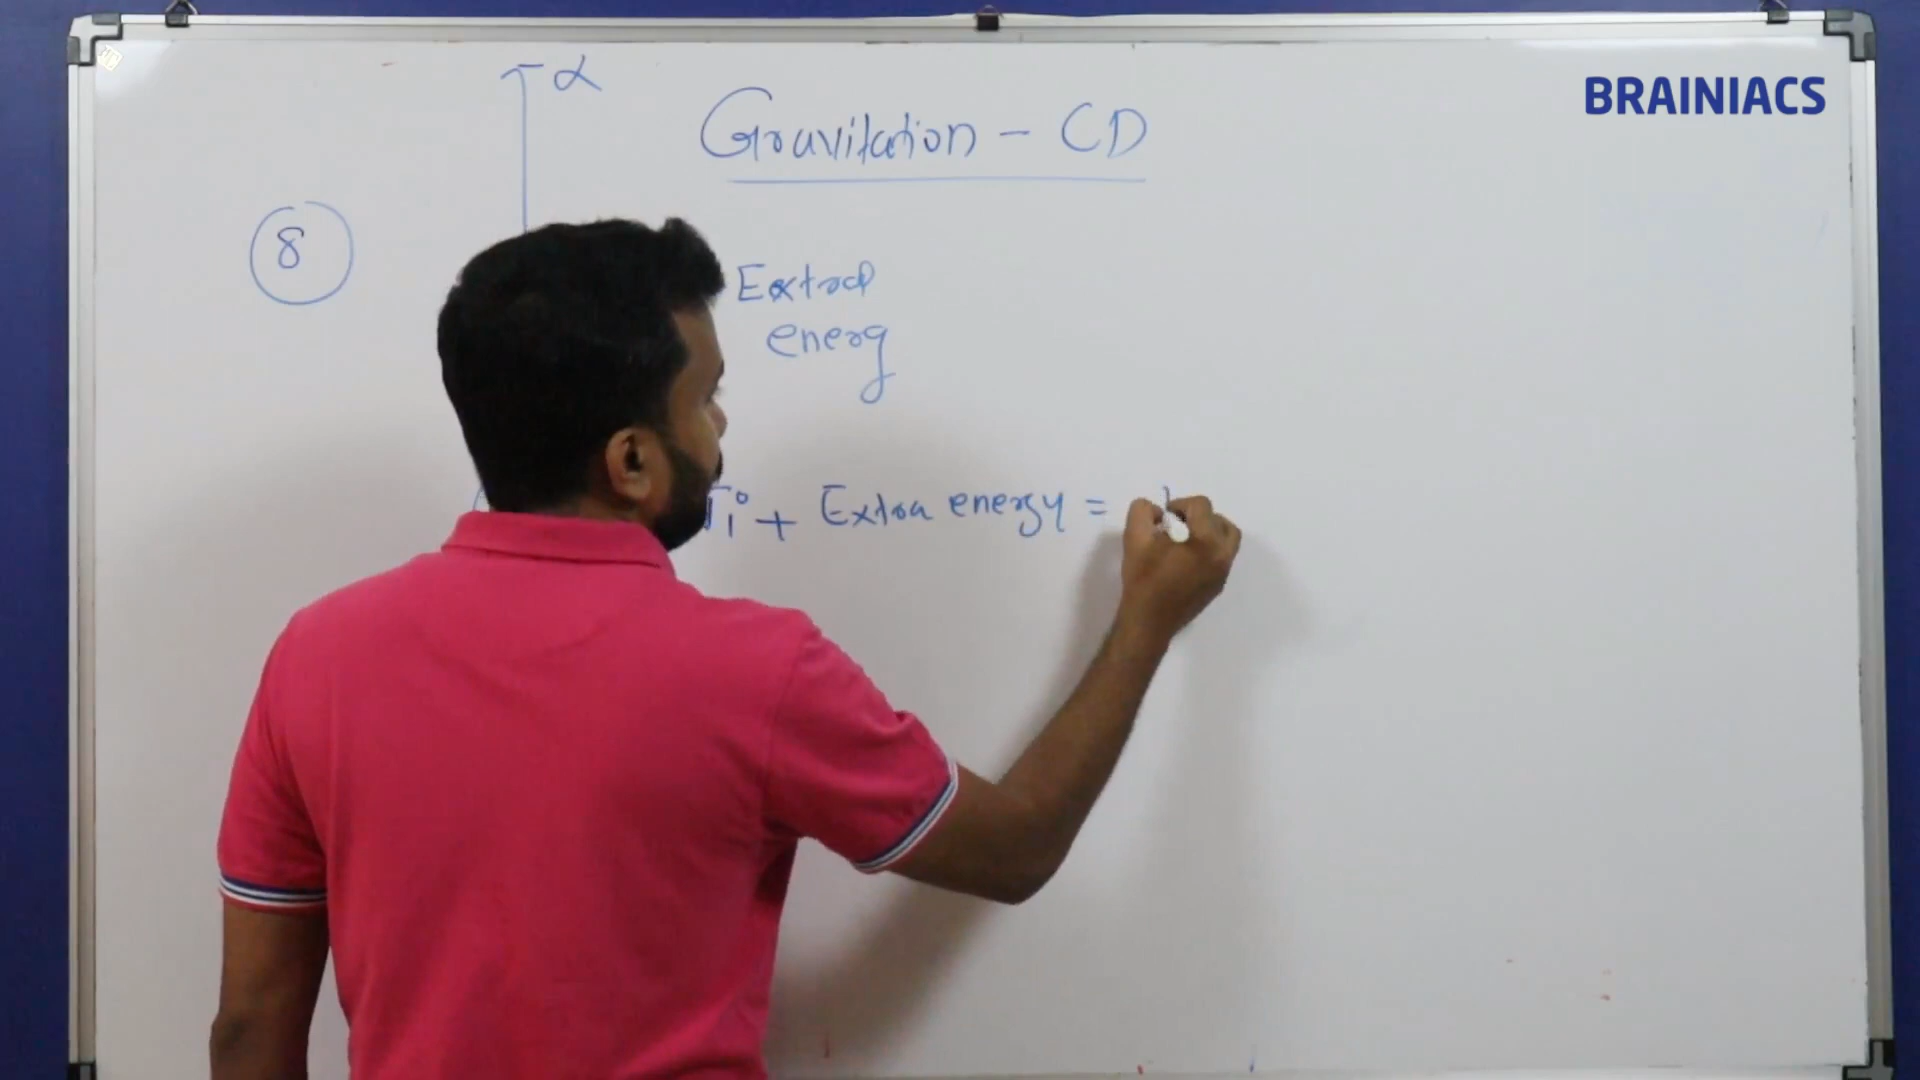 BRAINIACS
α
Gravitation - CD
8
Extra
energ
+ Extra energy =